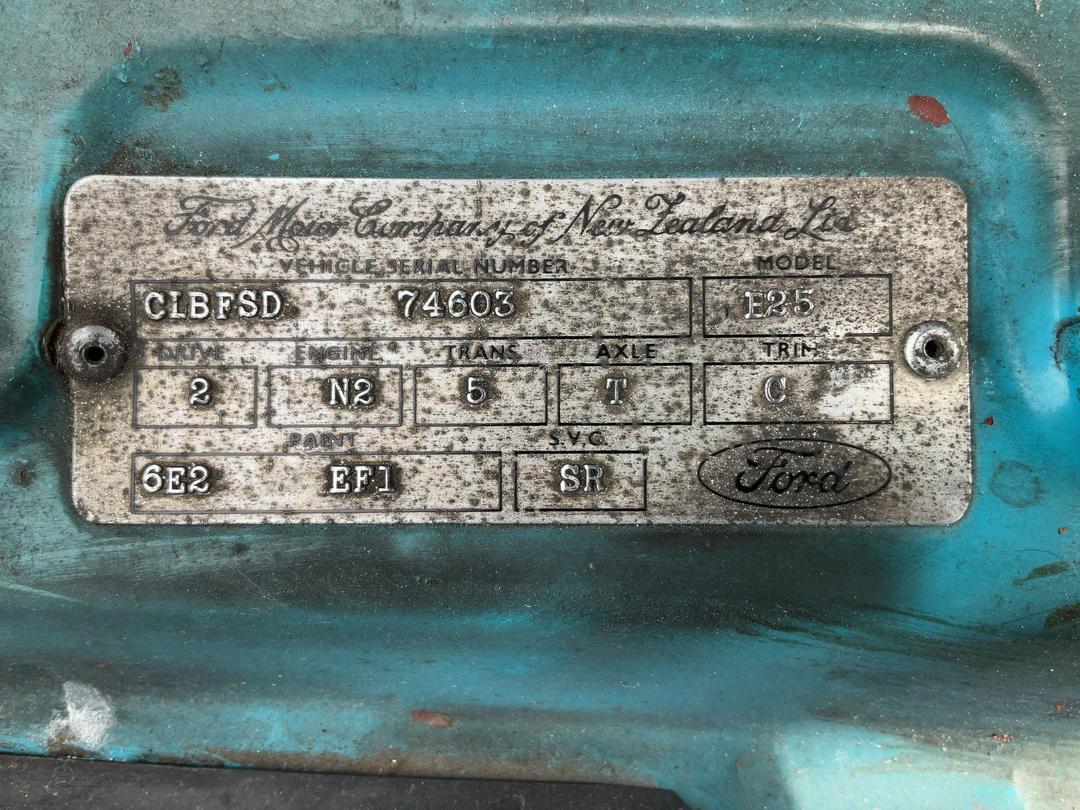 Ford Motor Company of New Zealand Ltd
VEHICLE SERIAL NUMBER MODEL
CLBFSD 74603 E25
DRIVE ENGINE TRANS AXLE TRIM
2 N2 5 T C
PAINT S.V.C.
6E2 EF1 SR Ford